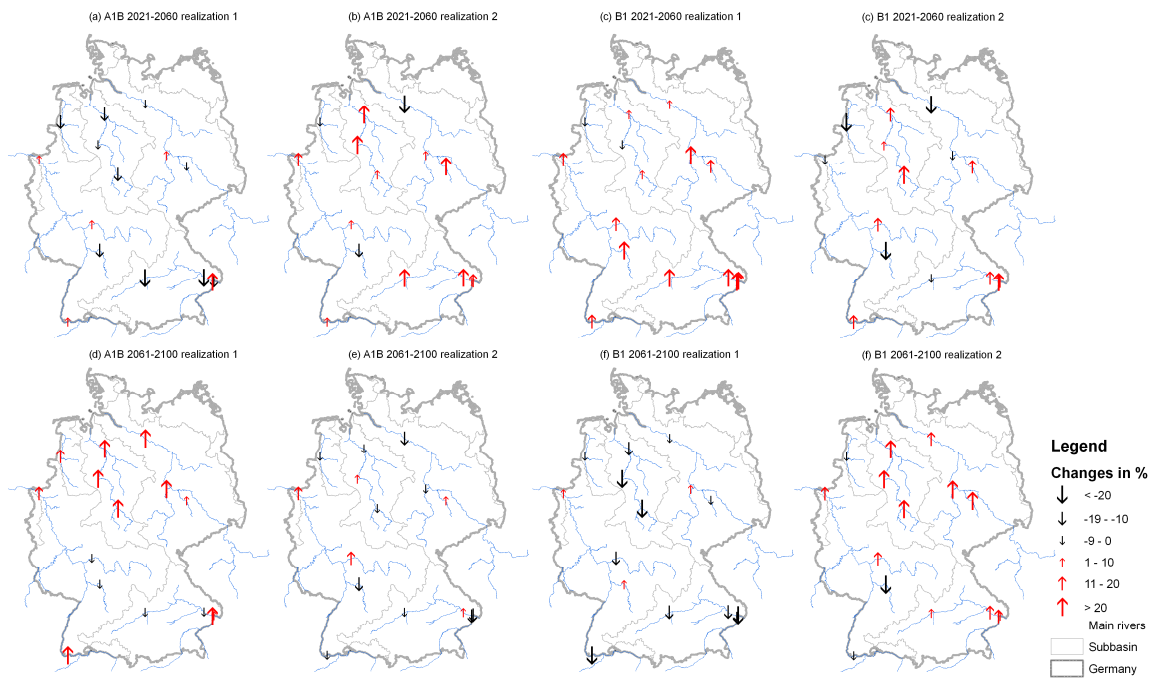 (a) A1B 2021-2060 realization 1
(b) A1B 2021-2060 realization 2
(c) B1 2021-2060 realization 1
(c) B1 2021-2060 realization 2
(d) A1B 2061-2100 realization 1
(e) A1B 2061-2100 realization 2
(f) B1 2061-2100 realization 1
(f) B1 2061-2100 realization 2
Legend
Changes in %
< -20
-19 - -10
-9 - 0
1 - 10
11 - 20
> 20
Main rivers
Subbasin
Germany